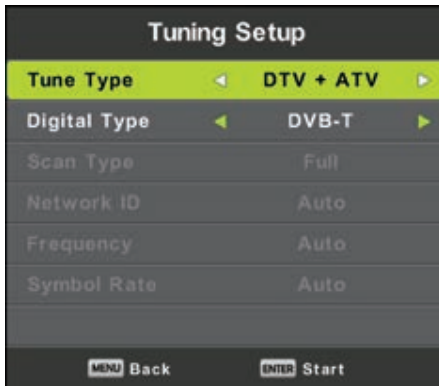 Tuning Setup
Tune Type DTV + ATV
Digital Type DVB-T
Scan Type Full
Network ID Auto
Frequency Auto
Symbol Rate Auto
MENU Back ENTER Start